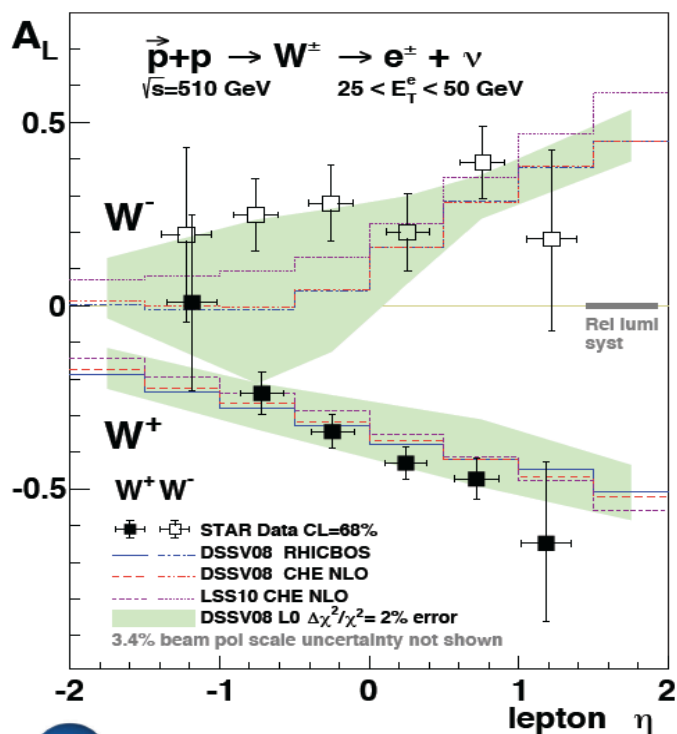 A_L
p⃗+p → W± → e± + ν
√s=510 GeV 25 < E_T^e < 50 GeV
0.5
W-
0
Rel lumi
syst
W+
-0.5
W+ W-
STAR Data CL=68%
DSSV08 RHICBOS
DSSV08 CHE NLO
LSS10 CHE NLO
DSSV08 L0 Δχ²/χ²= 2% error
3.4% beam pol scale uncertainty not shown
-2 -1 0 1 2
lepton η